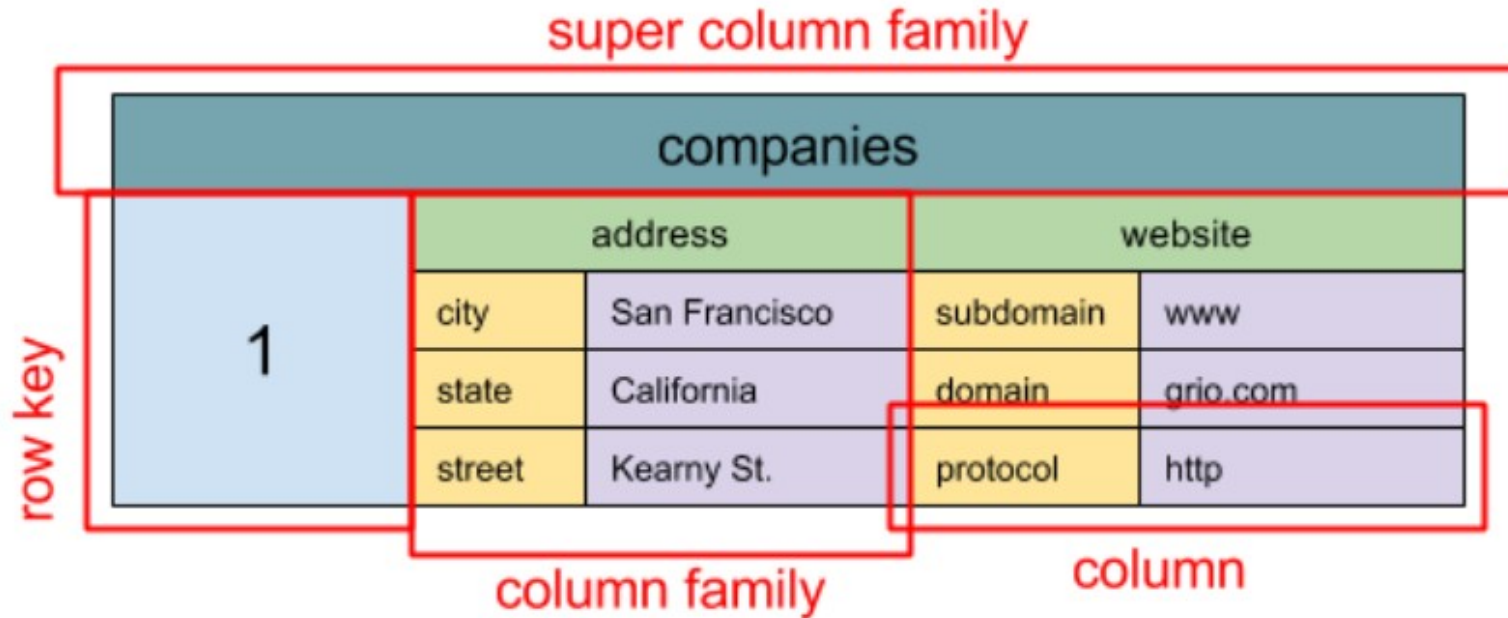 super column family
companies
row key
1
address
website
city
San Francisco
subdomain
www
state
California
domain
grio.com
street
Kearny St.
protocol
http
column family
column